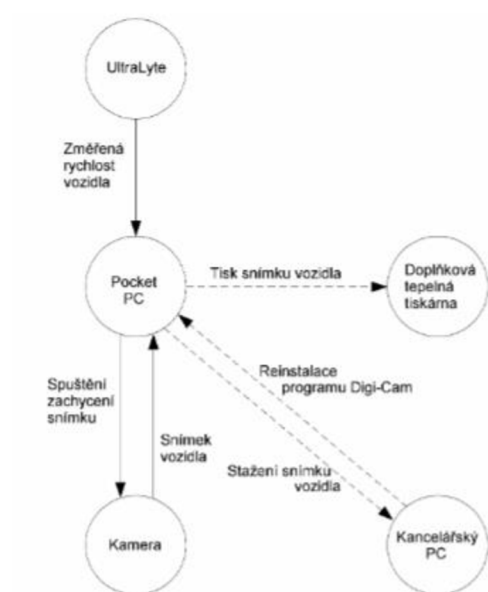 UltraLyte
Změřená
rychlost
vozidla
Pocket
PC
Tisk snímku vozidla
Doplňková
tepelná
tiskárna
Reinstalace
programu Digi-Cam
Spuštění
zachycení
snímku
Snímek
vozidla
Stažení snímku
vozidla
Kamera
Kancelářský
PC